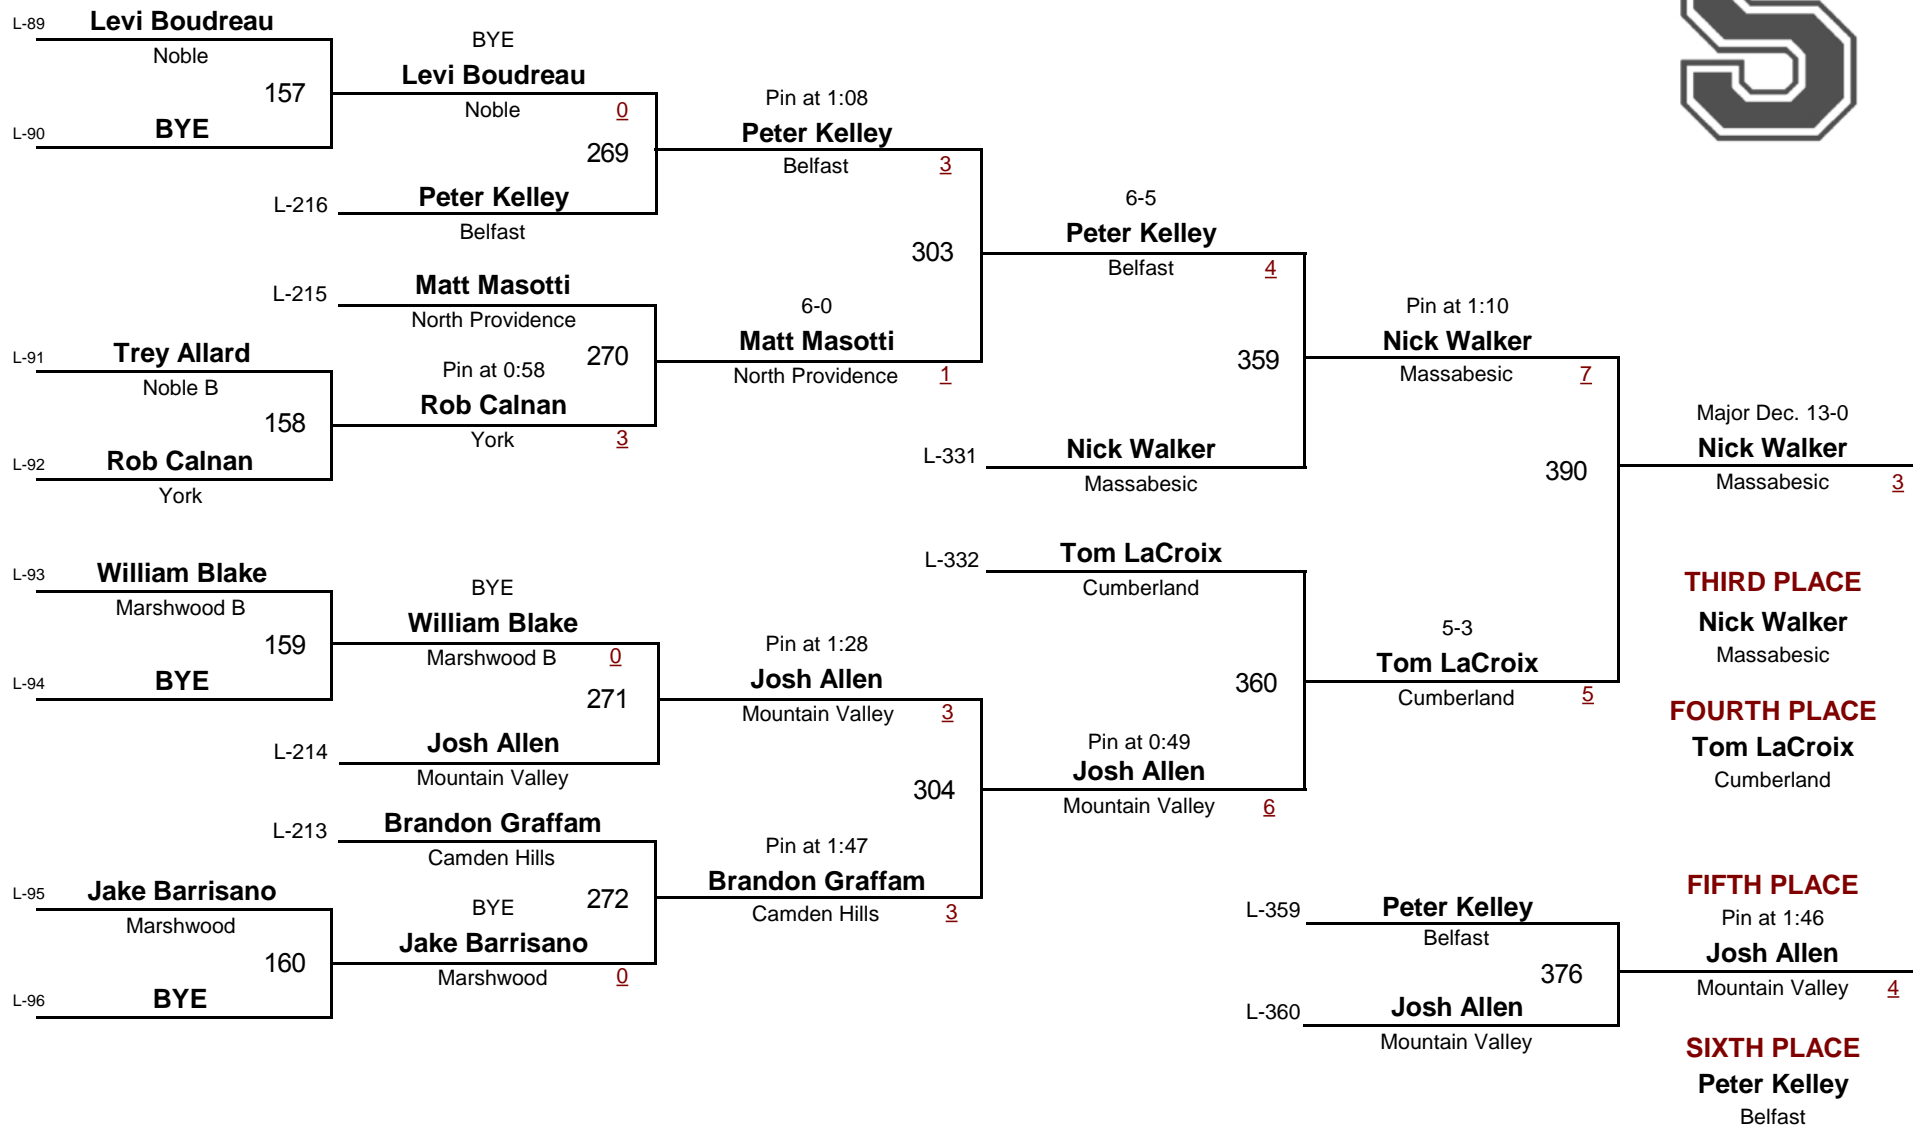 L-89 Levi Boudreau
Noble
157
L-90 BYE
BYE
Levi Boudreau
Noble 0
269
L-216 Peter Kelley
Belfast
Pin at 1:08
Peter Kelley
Belfast 3
303
L-215 Matt Masotti
North Providence
270
L-91 Trey Allard
Noble B
158
L-92 Rob Calnan
York
Pin at 0:58
Rob Calnan
York 3
6-0
Matt Masotti
North Providence 1
6-5
Peter Kelley
Belfast 4
359
L-331 Nick Walker
Massabesic
Pin at 1:10
Nick Walker
Massabesic 7
390
Major Dec. 13-0
Nick Walker
Massabesic 3
L-93 William Blake
Marshwood B
159
L-94 BYE
BYE
William Blake
Marshwood B 0
271
L-214 Josh Allen
Mountain Valley
Pin at 1:28
Josh Allen
Mountain Valley 3
304
L-213 Brandon Graffam
Camden Hills
272
L-95 Jake Barrisano
Marshwood
160
L-96 BYE
BYE
Jake Barrisano
Marshwood 0
Pin at 1:47
Brandon Graffam
Camden Hills 3
L-332 Tom LaCroix
Cumberland
360
Pin at 0:49
Josh Allen
Mountain Valley 6
5-3
Tom LaCroix
Cumberland 5
THIRD PLACE
Nick Walker
Massabesic
FOURTH PLACE
Tom LaCroix
Cumberland
L-359 Peter Kelley
Belfast
376
L-360 Josh Allen
Mountain Valley
FIFTH PLACE
Pin at 1:46
Josh Allen
Mountain Valley 4
SIXTH PLACE
Peter Kelley
Belfast